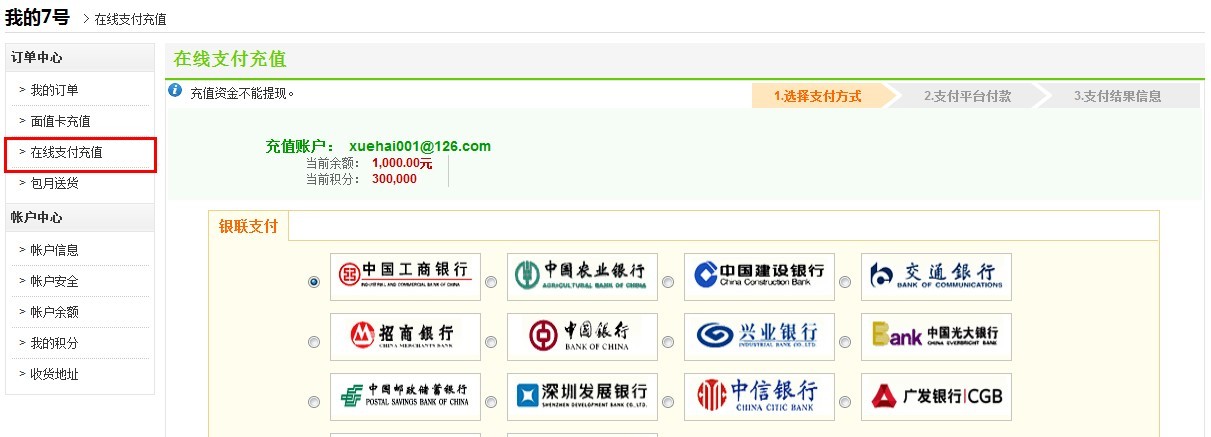 我的7号 > 在线支付充值
订单中心
> 我的订单
> 面值卡充值
> 在线支付充值
> 包月送货
帐户中心
> 帐户信息
> 帐户安全
> 帐户余额
> 我的积分
> 收货地址
在线支付充值
充值资金不能提现。
1.选择支付方式 2.支付平台付款 3.支付结果信息
充值账户： xuehai001@126.com
当前余额： 1,000.00元
当前积分： 300,000
银联支付
中国工商银行 中国农业银行 中国建设银行 交通銀行
INDUSTRIAL AND COMMERCIAL BANK OF CHINA AGRICULTURAL BANK OF CHINA China Construction Bank BANK OF COMMUNICATIONS
招商銀行 中国银行 兴业银行 Bank 中国光大银行
CHINA MERCHANTS BANK BANK OF CHINA INDUSTRIAL BANK CO.,LTD. CHINA EVERBRIGHT BANK
中国邮政储蓄银行 深圳发展银行 中信银行 广发银行|CGB
POSTAL SAVINGS BANK OF CHINA SHENZHEN DEVELOPMENT BANK CO., LTD. CHINA CITIC BANK